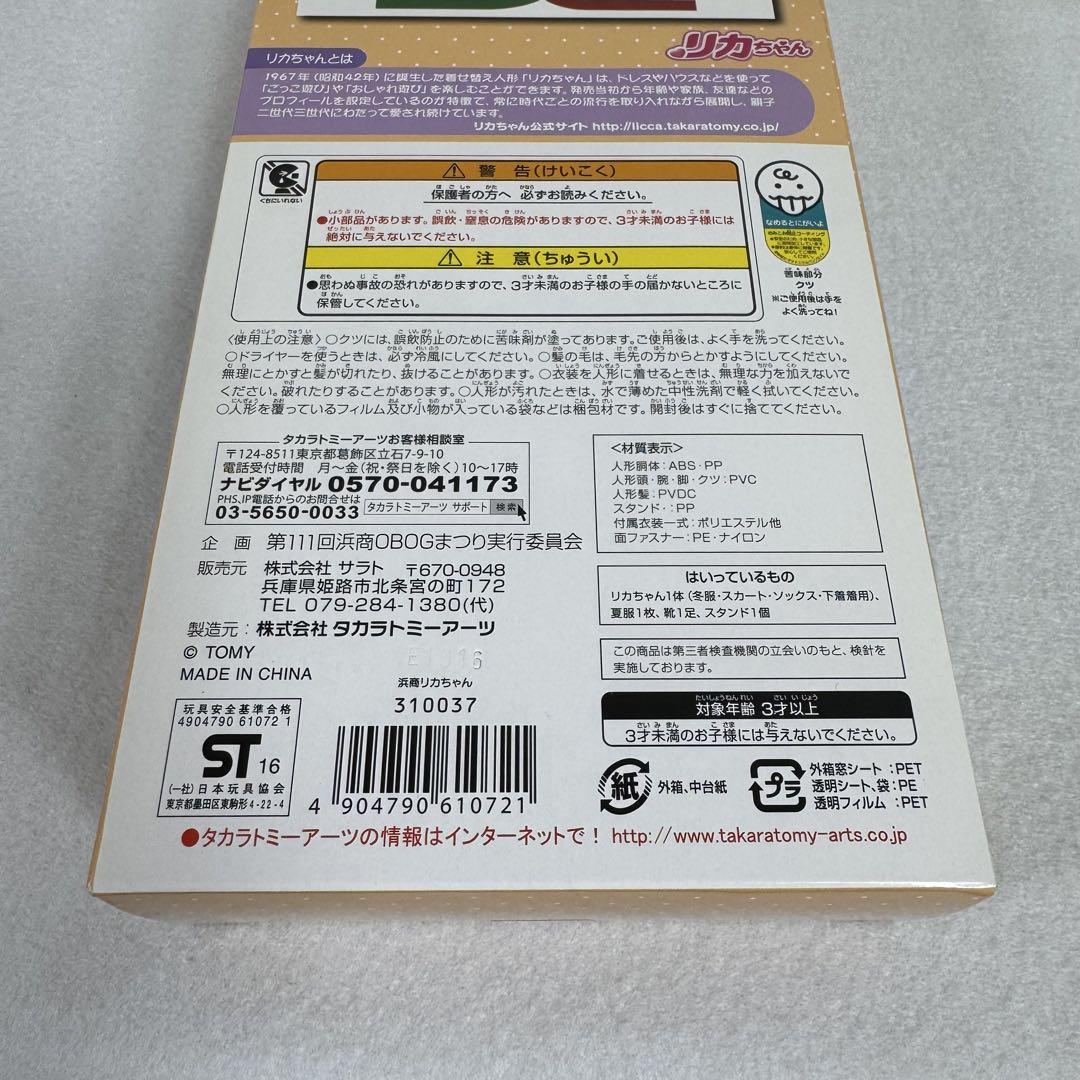 リカちゃん
リカちゃんとは
1967年(昭和42年)に誕生した着せ替え人形「リカちゃん」は、ドレスやハウスなどを使って
「ごっこ遊び」や「おしゃれ遊び」を楽しむことができます。発売当初から年齢や家族、友達などの
プロフィールを設定しているのが特徴で、常に時代ごとの流行を取り入れながら展開し、親子
二世代三世代にわたって愛され続けています。
リカちゃん公式サイト http://licca.takaratomy.co.jp/
くちにいれない
警告(けいこく)
保護者の方へ 必ずお読みください。
●小部品があります。誤飲・窒息の危険がありますので、3才未満のお子様には
絶対に与えないでください。
注意(ちゅうい)
●思わぬ事故の恐れがありますので、3才未満のお子様の手の届かないところに
保管してください。
なめるとにがいよ
苦味部分
クツ
※ご使用後は手を
よく洗ってね!
〈使用上の注意〉○クツには、誤飲防止のために苦味剤が塗ってあります。ご使用後は、よく手を洗ってください。
○ドライヤーを使うときは、必ず冷風にしてください。○髪の毛は、毛先の方からとかすようにしてください。
無理にとかすと髪が切れたり、抜けることがあります。○衣装を人形に着せるときは、無理な力を加えないで
ください。破れたりすることがあります。○人形が汚れたときは、水で薄めた中性洗剤で軽く拭いてください。
○人形を覆っているフィルム及び小物が入っている袋などは梱包材です。開封後はすぐに捨ててください。
タカラトミーアーツお客様相談室
〒124-8511東京都葛飾区立石7-9-10
電話受付時間 月~金(祝・祭日を除く)10~17時
ナビダイヤル 0570-041173
PHS、IP電話からのお問合せは
03-5650-0033 タカラトミーアーツ サポート 検索
<材質表示>
人形胴体:ABS・PP
人形頭・腕・脚・クツ:PVC
人形髪:PVDC
スタンド・:PP
付属衣装一式:ポリエステル他
面ファスナー:PE・ナイロン
企画 第111回浜商OBOGまつり実行委員会
販売元 株式会社 サラト 〒670-0948
兵庫県姫路市北条宮の町172
TEL 079-284-1380(代)
製造元:株式会社 タカラトミーアーツ
© TOMY
MADE IN CHINA
はいっているもの
リカちゃん1体(冬服・スカート・ソックス・下着着用)、
夏服1枚、靴1足、スタンド1個
この商品は第三者検査機関の立会いのもと、検針を
実施しております。
浜商リカちゃん
310037
対象年齢 3才以上
3才未満のお子様には与えないでください。
玩具安全基準合格
4904790 61072 1
ST 16
(一社)日本玩具協会
東京都墨田区東駒形4-22-4
4 904790 610721
紙 外箱、中台紙
プラ
外箱窓シート:PET
透明シート、袋:PE
透明フィルム:PET
●タカラトミーアーツの情報はインターネットで! http://www.takaratomy-arts.co.jp